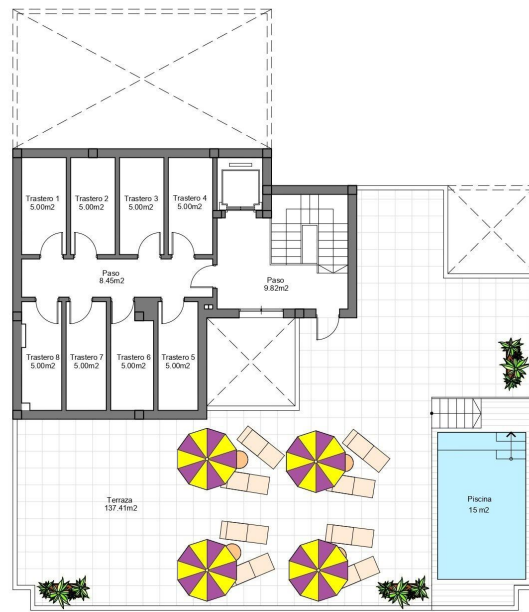 Trastero 1
5.00m2
Trastero 2
5.00m2
Trastero 3
5.00m2
Trastero 4
5.00m2
Paso
8.45m2
Paso
9.82m2
Trastero 8
5.00m2
Trastero 7
5.00m2
Trastero 6
5.00m2
Trastero 5
5.00m2
Terraza
137.41m2
Piscina
15 m2